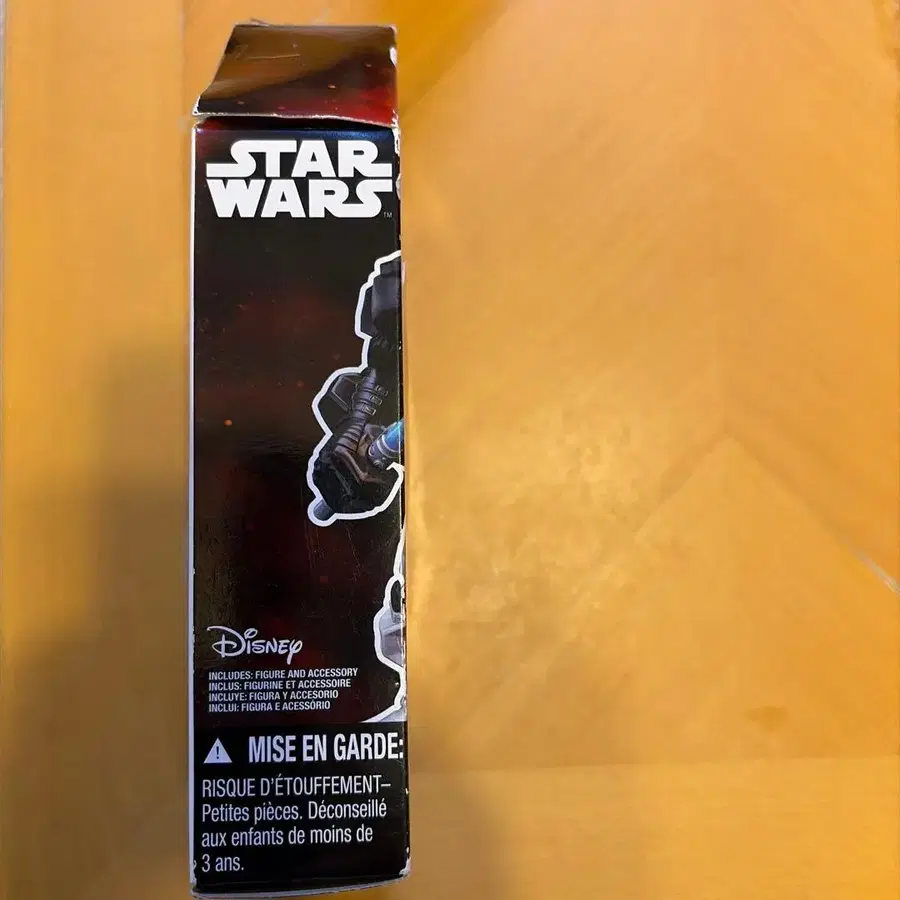 STAR
WARS
TM
Disney
INCLUDES: FIGURE AND ACCESSORY
INCLUS: FIGURINE ET ACCESSOIRE
INCLUYE: FIGURA Y ACCESORIO
INCLUI: FIGURA E ACESSÓRIO
MISE EN GARDE:
RISQUE D'ÉTOUFFEMENT–
Petites pièces. Déconseillé
aux enfants de moins de
3 ans.